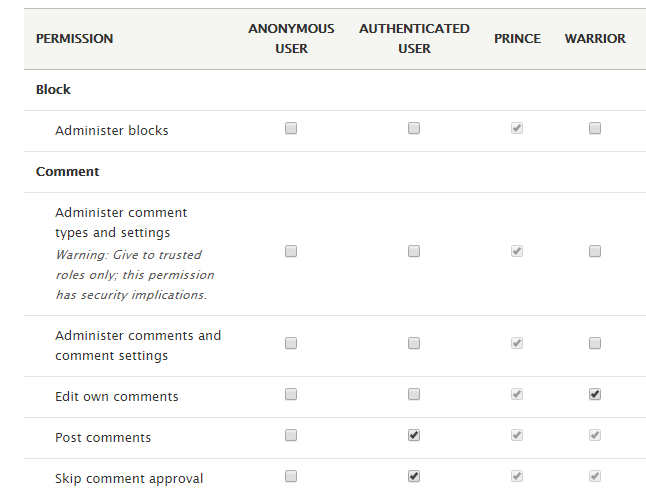 PERMISSION ANONYMOUS USER AUTHENTICATED USER PRINCE WARRIOR
Block
Administer blocks
Comment
Administer comment
types and settings
Warning: Give to trusted
roles only; this permission
has security implications.
Administer comments and
comment settings
Edit own comments
Post comments
Skip comment approval